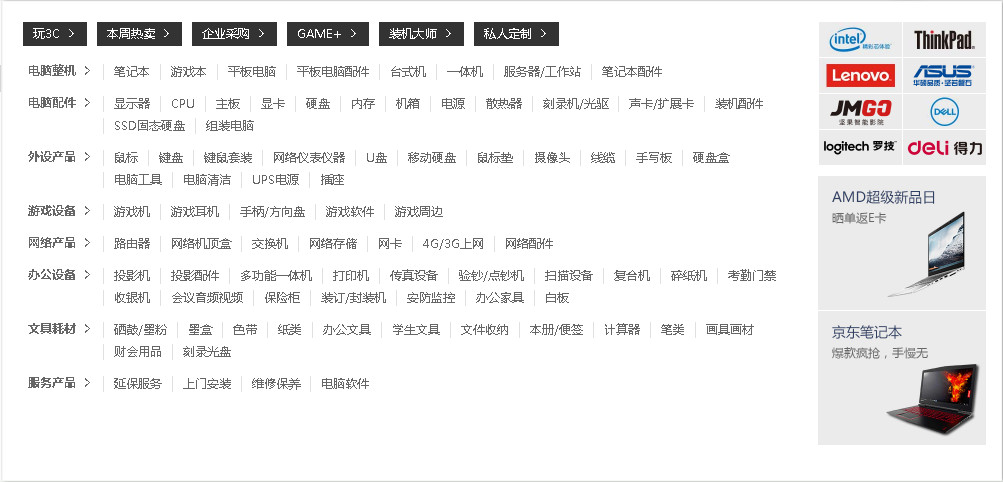 玩3C > 本周热卖 > 企业采购 > GAME+ > 装机大师 > 私人定制 >
电脑整机 > 笔记本 游戏本 平板电脑 平板电脑配件 台式机 一体机 服务器/工作站 笔记本配件
电脑配件 > 显示器 CPU 主板 显卡 硬盘 内存 机箱 电源 散热器 刻录机/光驱 声卡/扩展卡 装机配件
SSD固态硬盘 组装电脑
外设产品 > 鼠标 键盘 键鼠套装 网络仪表仪器 U盘 移动硬盘 鼠标垫 摄像头 线缆 手写板 硬盘盒
电脑工具 电脑清洁 UPS电源 插座
游戏设备 > 游戏机 游戏耳机 手柄/方向盘 游戏软件 游戏周边
网络产品 > 路由器 网络机顶盒 交换机 网络存储 网卡 4G/3G上网 网络配件
办公设备 > 投影机 投影配件 多功能一体机 打印机 传真设备 验钞/点钞机 扫描设备 复合机 碎纸机 考勤门禁
收银机 会议音频视频 保险柜 装订/封装机 安防监控 办公家具 白板
文具耗材 > 硒鼓/墨粉 墨盒 色带 纸类 办公文具 学生文具 文件收纳 本册/便签 计算器 笔类 画具画材
财会用品 刻录光盘
服务产品 > 延保服务 上门安装 维修保养 电脑软件
intel 精彩芯体验 ThinkPad.
Lenovo ASUS
华硕品质·坚若磐石
JMGO DELL
坚果智能影院
logitech 罗技 deli 得力
AMD超级新品日
晒单返E卡
京东笔记本
爆款疯抢，手慢无